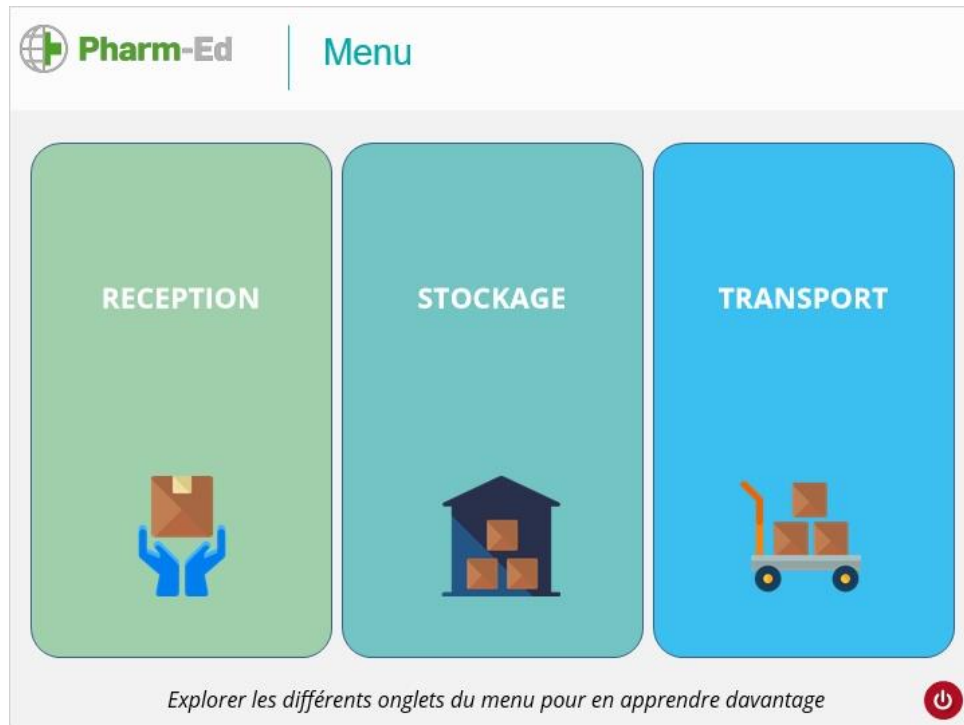 Pharm-Ed
Menu
RECEPTION
STOCKAGE
TRANSPORT
Explorer les différents onglets du menu pour en apprendre davantage